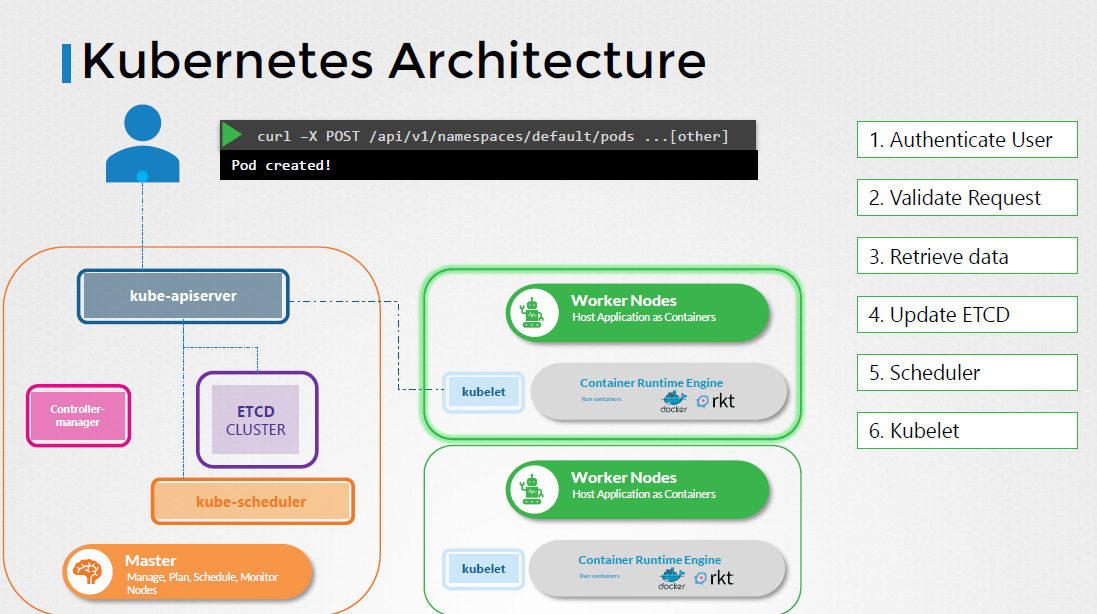 Kubernetes Architecture
curl –X POST /api/v1/namespaces/default/pods ...[other]
Pod created!
1. Authenticate User
2. Validate Request
3. Retrieve data
4. Update ETCD
5. Scheduler
6. Kubelet
kube-apiserver
Controller-
manager
ETCD
CLUSTER
kube-scheduler
Master
Manage, Plan, Schedule, Monitor
Nodes
Worker Nodes
Host Application as Containers
kubelet
Container Runtime Engine
Run containers
docker
rkt
Worker Nodes
Host Application as Containers
kubelet
Container Runtime Engine
Run containers
docker
rkt